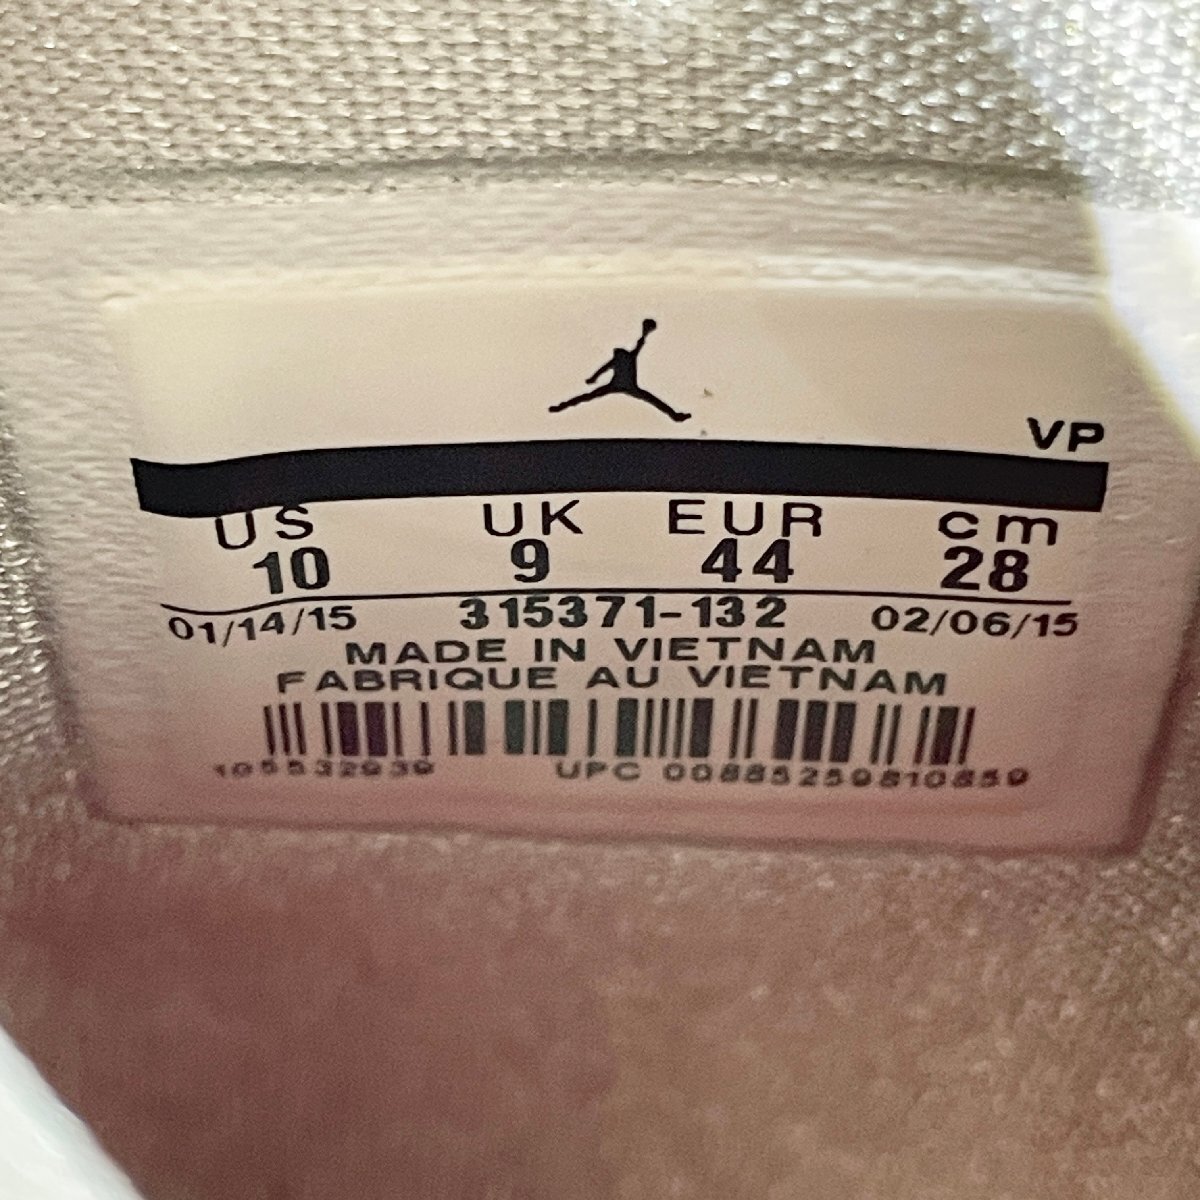 VP
US UK EUR cm
10 9 44 28
01/14/15 315371-132 02/06/15
MADE IN VIETNAM
FABRIQUE AU VIETNAM
105532939 UPC 00885259810859